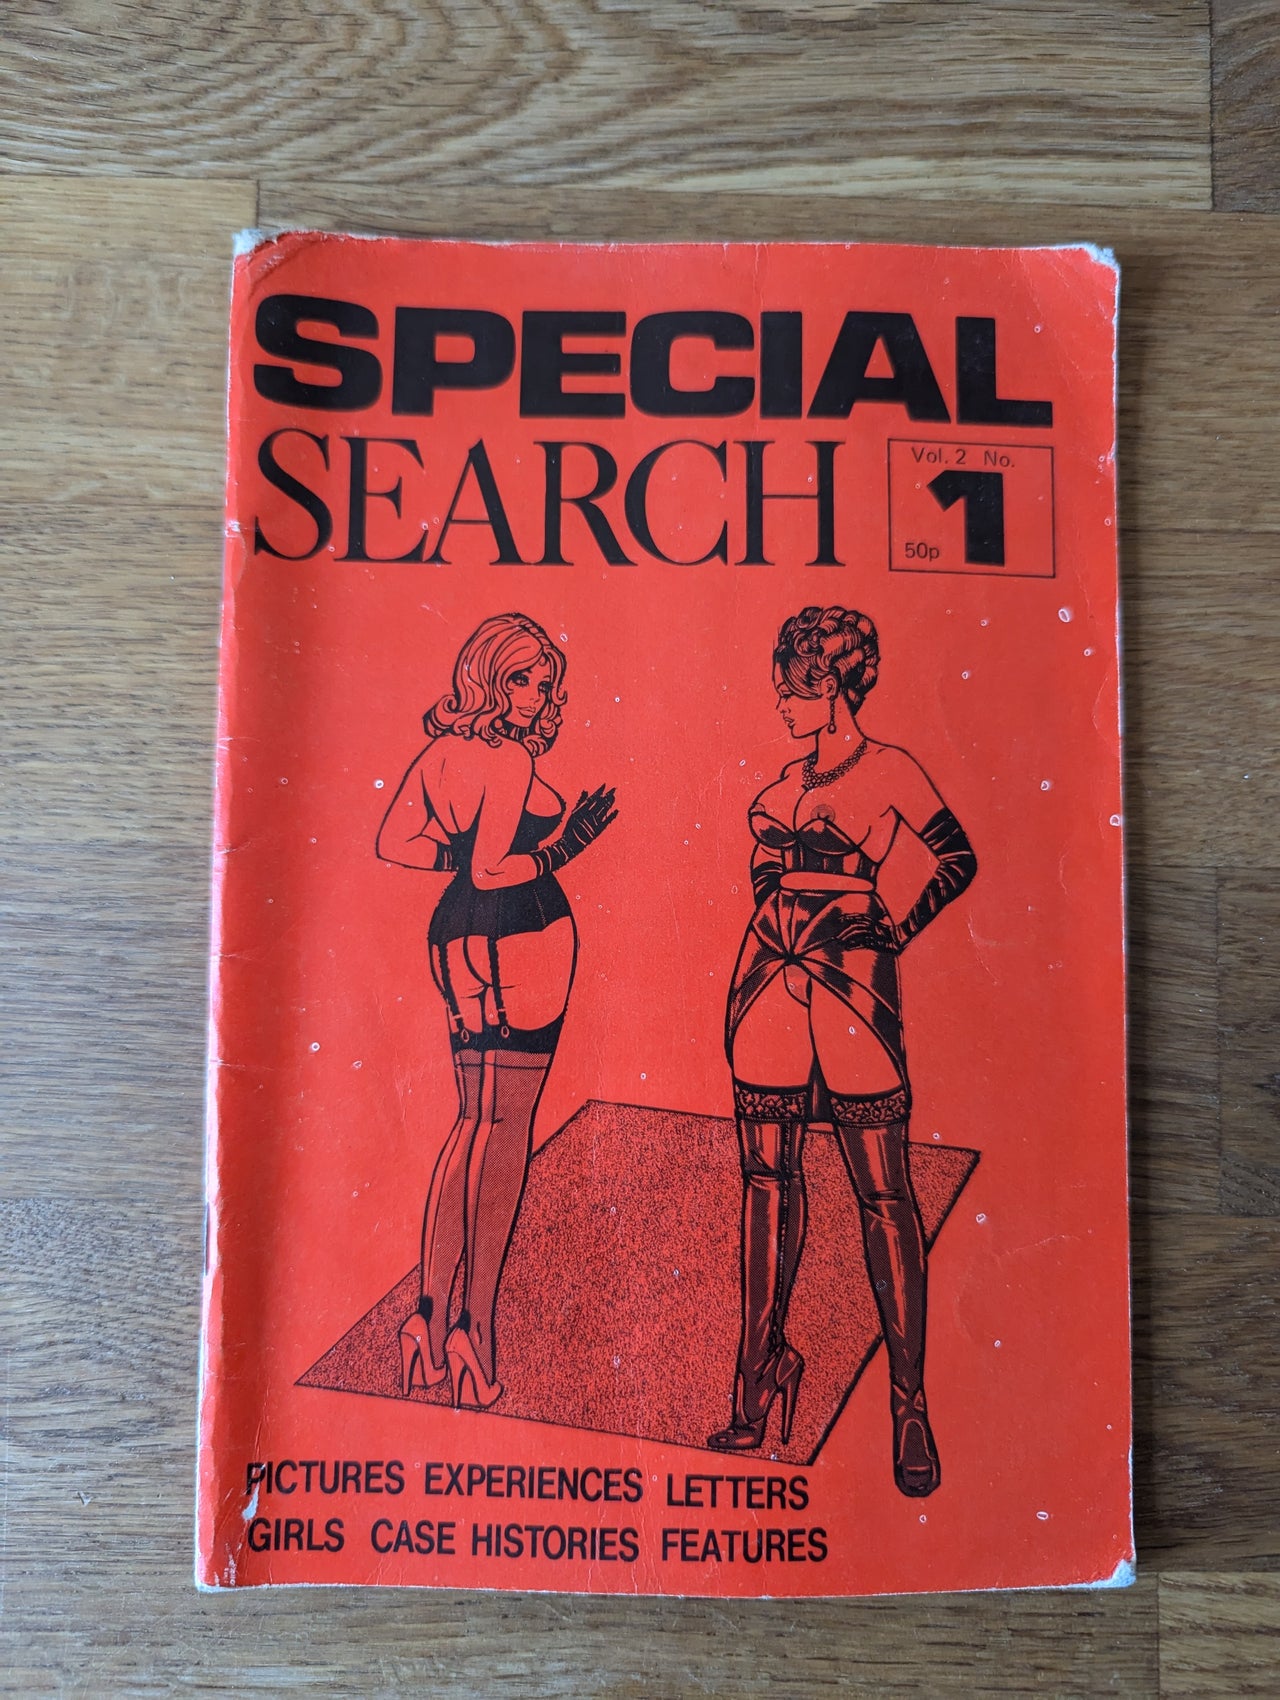 SPECIAL
SEARCH
Vol. 2 No.
1
50p
PICTURES EXPERIENCES LETTERS
GIRLS CASE HISTORIES FEATURES